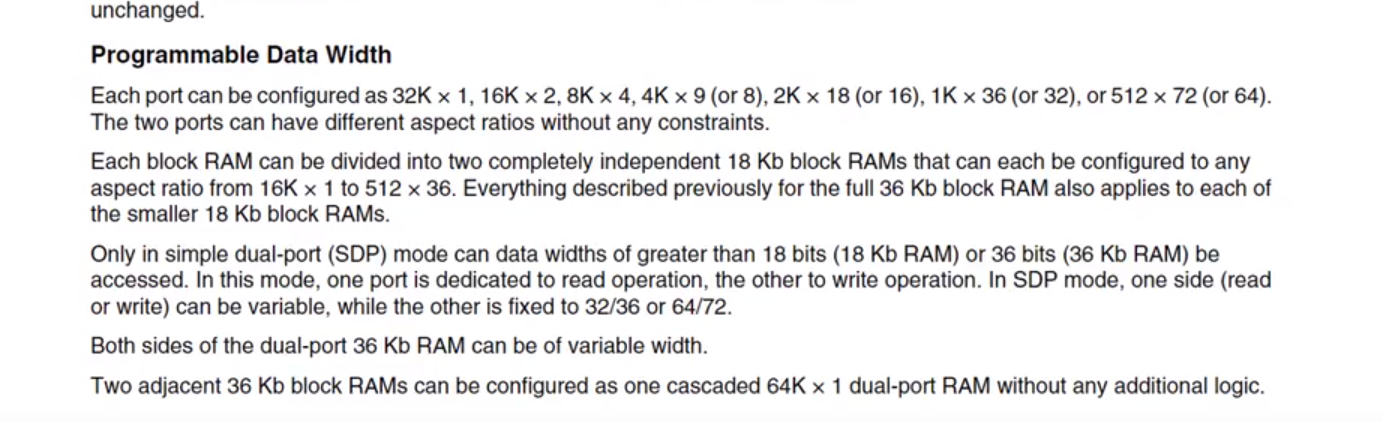 unchanged.
Programmable Data Width
Each port can be configured as 32K × 1, 16K × 2, 8K × 4, 4K × 9 (or 8), 2K × 18 (or 16), 1K × 36 (or 32), or 512 × 72 (or 64).
The two ports can have different aspect ratios without any constraints.
Each block RAM can be divided into two completely independent 18 Kb block RAMs that can each be configured to any
aspect ratio from 16K × 1 to 512 × 36. Everything described previously for the full 36 Kb block RAM also applies to each of
the smaller 18 Kb block RAMs.
Only in simple dual-port (SDP) mode can data widths of greater than 18 bits (18 Kb RAM) or 36 bits (36 Kb RAM) be
accessed. In this mode, one port is dedicated to read operation, the other to write operation. In SDP mode, one side (read
or write) can be variable, while the other is fixed to 32/36 or 64/72.
Both sides of the dual-port 36 Kb RAM can be of variable width.
Two adjacent 36 Kb block RAMs can be configured as one cascaded 64K × 1 dual-port RAM without any additional logic.